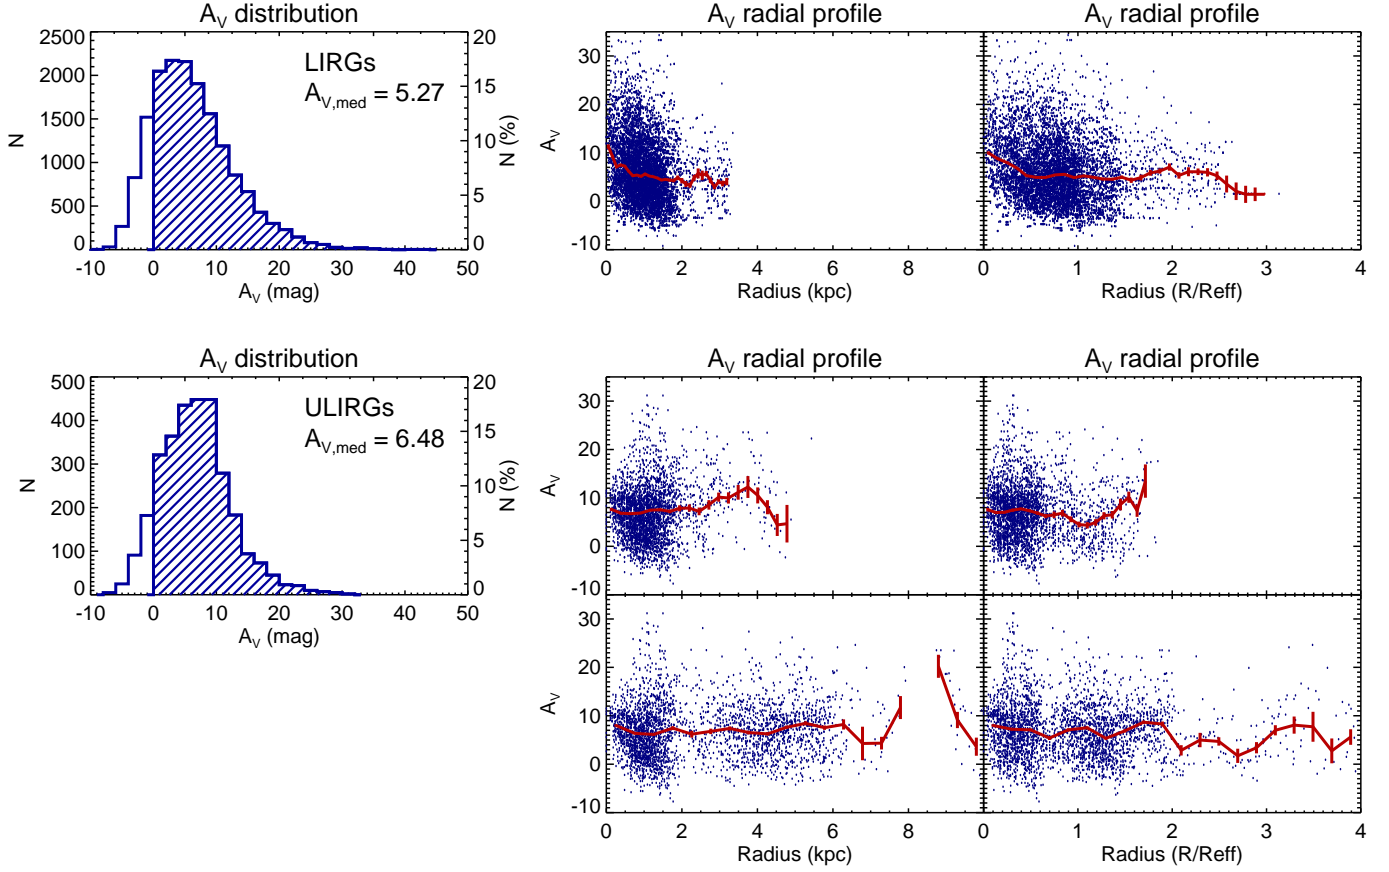 A_V distribution
2500
2000
1500
1000
500
0
N
20
15
10
5
0
N (%)
LIRGs
A_V,med = 5.27
-10 0 10 20 30 40 50
A_V (mag)
A_V radial profile
A_V radial profile
30
20
10
0
-10
A_V
0 2 4 6 8
Radius (kpc)
0 1 2 3 4
Radius (R/Reff)
A_V distribution
500
400
300
200
100
0
N
20
15
10
5
0
N (%)
ULIRGs
A_V,med = 6.48
-10 0 10 20 30 40 50
A_V (mag)
A_V radial profile
A_V radial profile
30
20
10
0
-10
A_V
30
20
10
0
-10
A_V
0 2 4 6 8
Radius (kpc)
0 1 2 3 4
Radius (R/Reff)